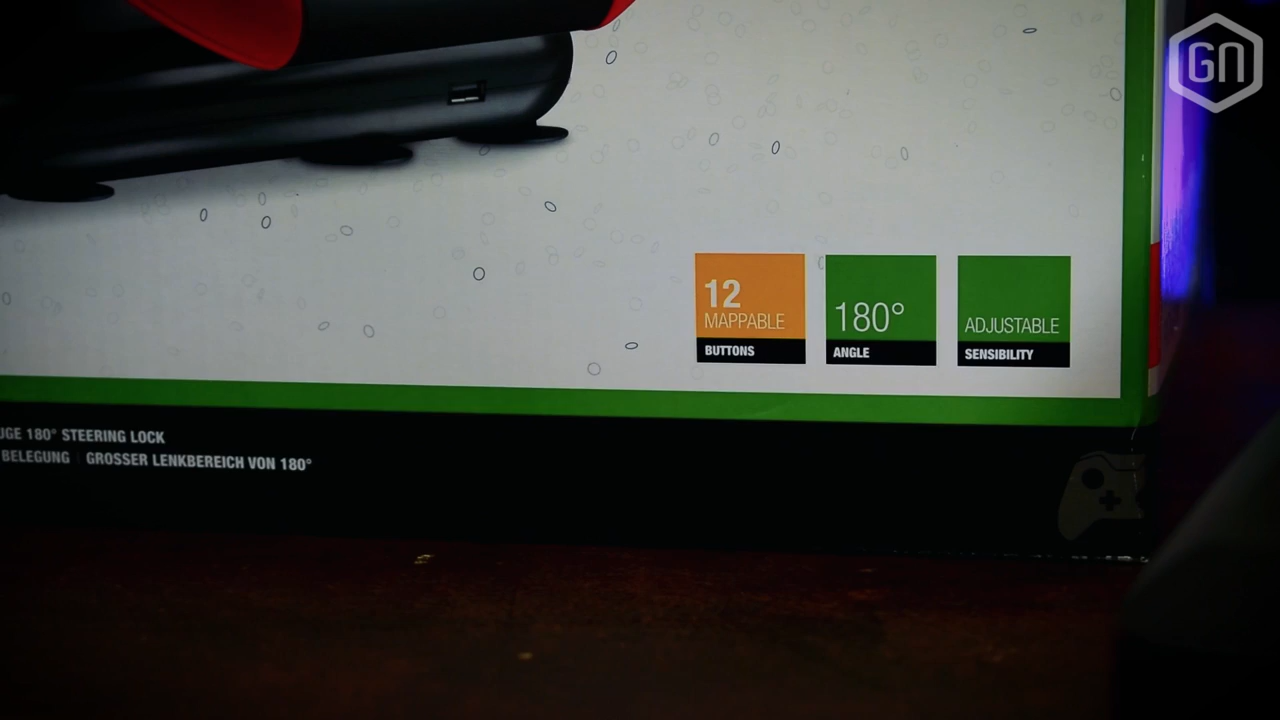 GN
12
MAPPABLE
BUTTONS
180°
ANGLE
ADJUSTABLE
SENSIBILITY
180° STEERING LOCK
BELEGUNG | GROSSER LENKBEREICH VON 180°